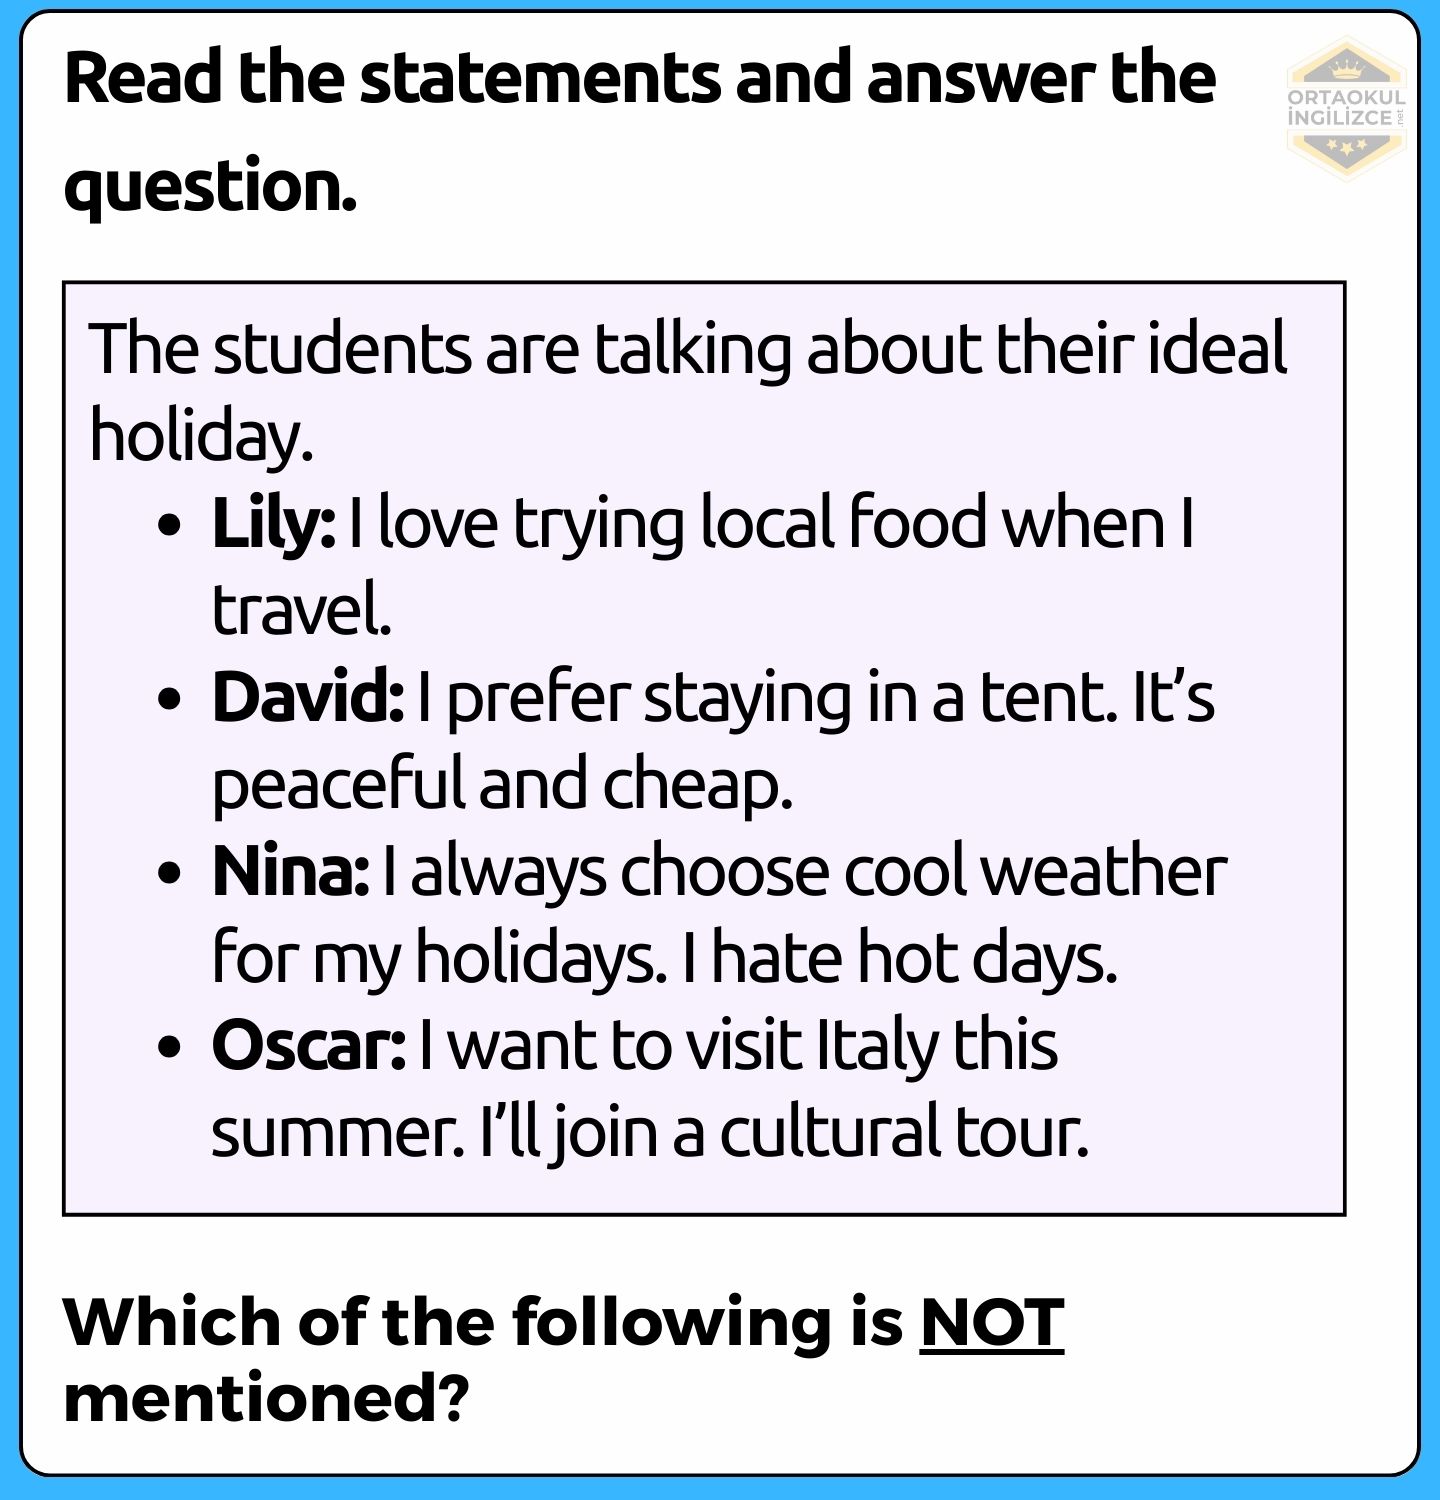 Read the statements and answer the
question.
ORTAOKUL
İNGİLİZCE
.net
The students are talking about their ideal
holiday.
• Lily: I love trying local food when I
travel.
• David: I prefer staying in a tent. It’s
peaceful and cheap.
• Nina: I always choose cool weather
for my holidays. I hate hot days.
• Oscar: I want to visit Italy this
summer. I’ll join a cultural tour.
Which of the following is NOT
mentioned?